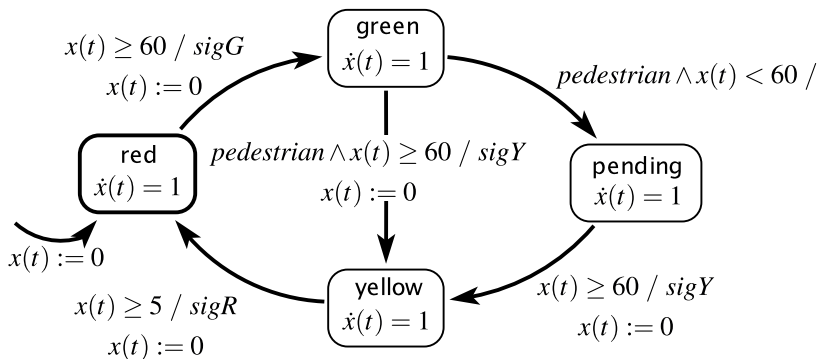 green
ẋ(t) = 1
x(t) ≥ 60 / sigG
x(t) := 0
pedestrian ∧ x(t) < 60 /
red
ẋ(t) = 1
pedestrian ∧ x(t) ≥ 60 / sigY
x(t) := 0
pending
ẋ(t) = 1
x(t) := 0
yellow
ẋ(t) = 1
x(t) ≥ 5 / sigR
x(t) := 0
x(t) ≥ 60 / sigY
x(t) := 0